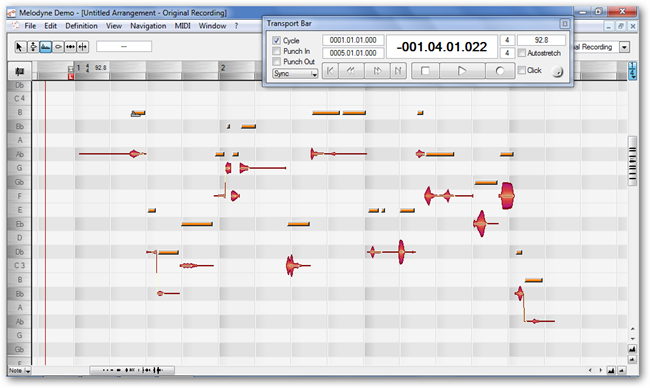 Melodyne Demo - [Untitled Arrangement - Original Recording]
File Edit Definition Navigation MIDI Window ?
Transport Bar
Cycle 0001.01.01.000 -001.04.01.022 4 92.8
Punch In 0005.01.01.000 4 Autostretch
Punch Out
Sync Click
al Recording
1 4 4 92.8 2
L
1/4
Db
C 4
B
Bb
A
Ab
G
Gb
F
E
Eb
D
Db
C 3
B
Bb
A
Ab
G
Gb
F
Note